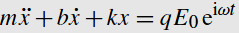 mẍ + bẋ + kx = qE₀ e^{iωt}